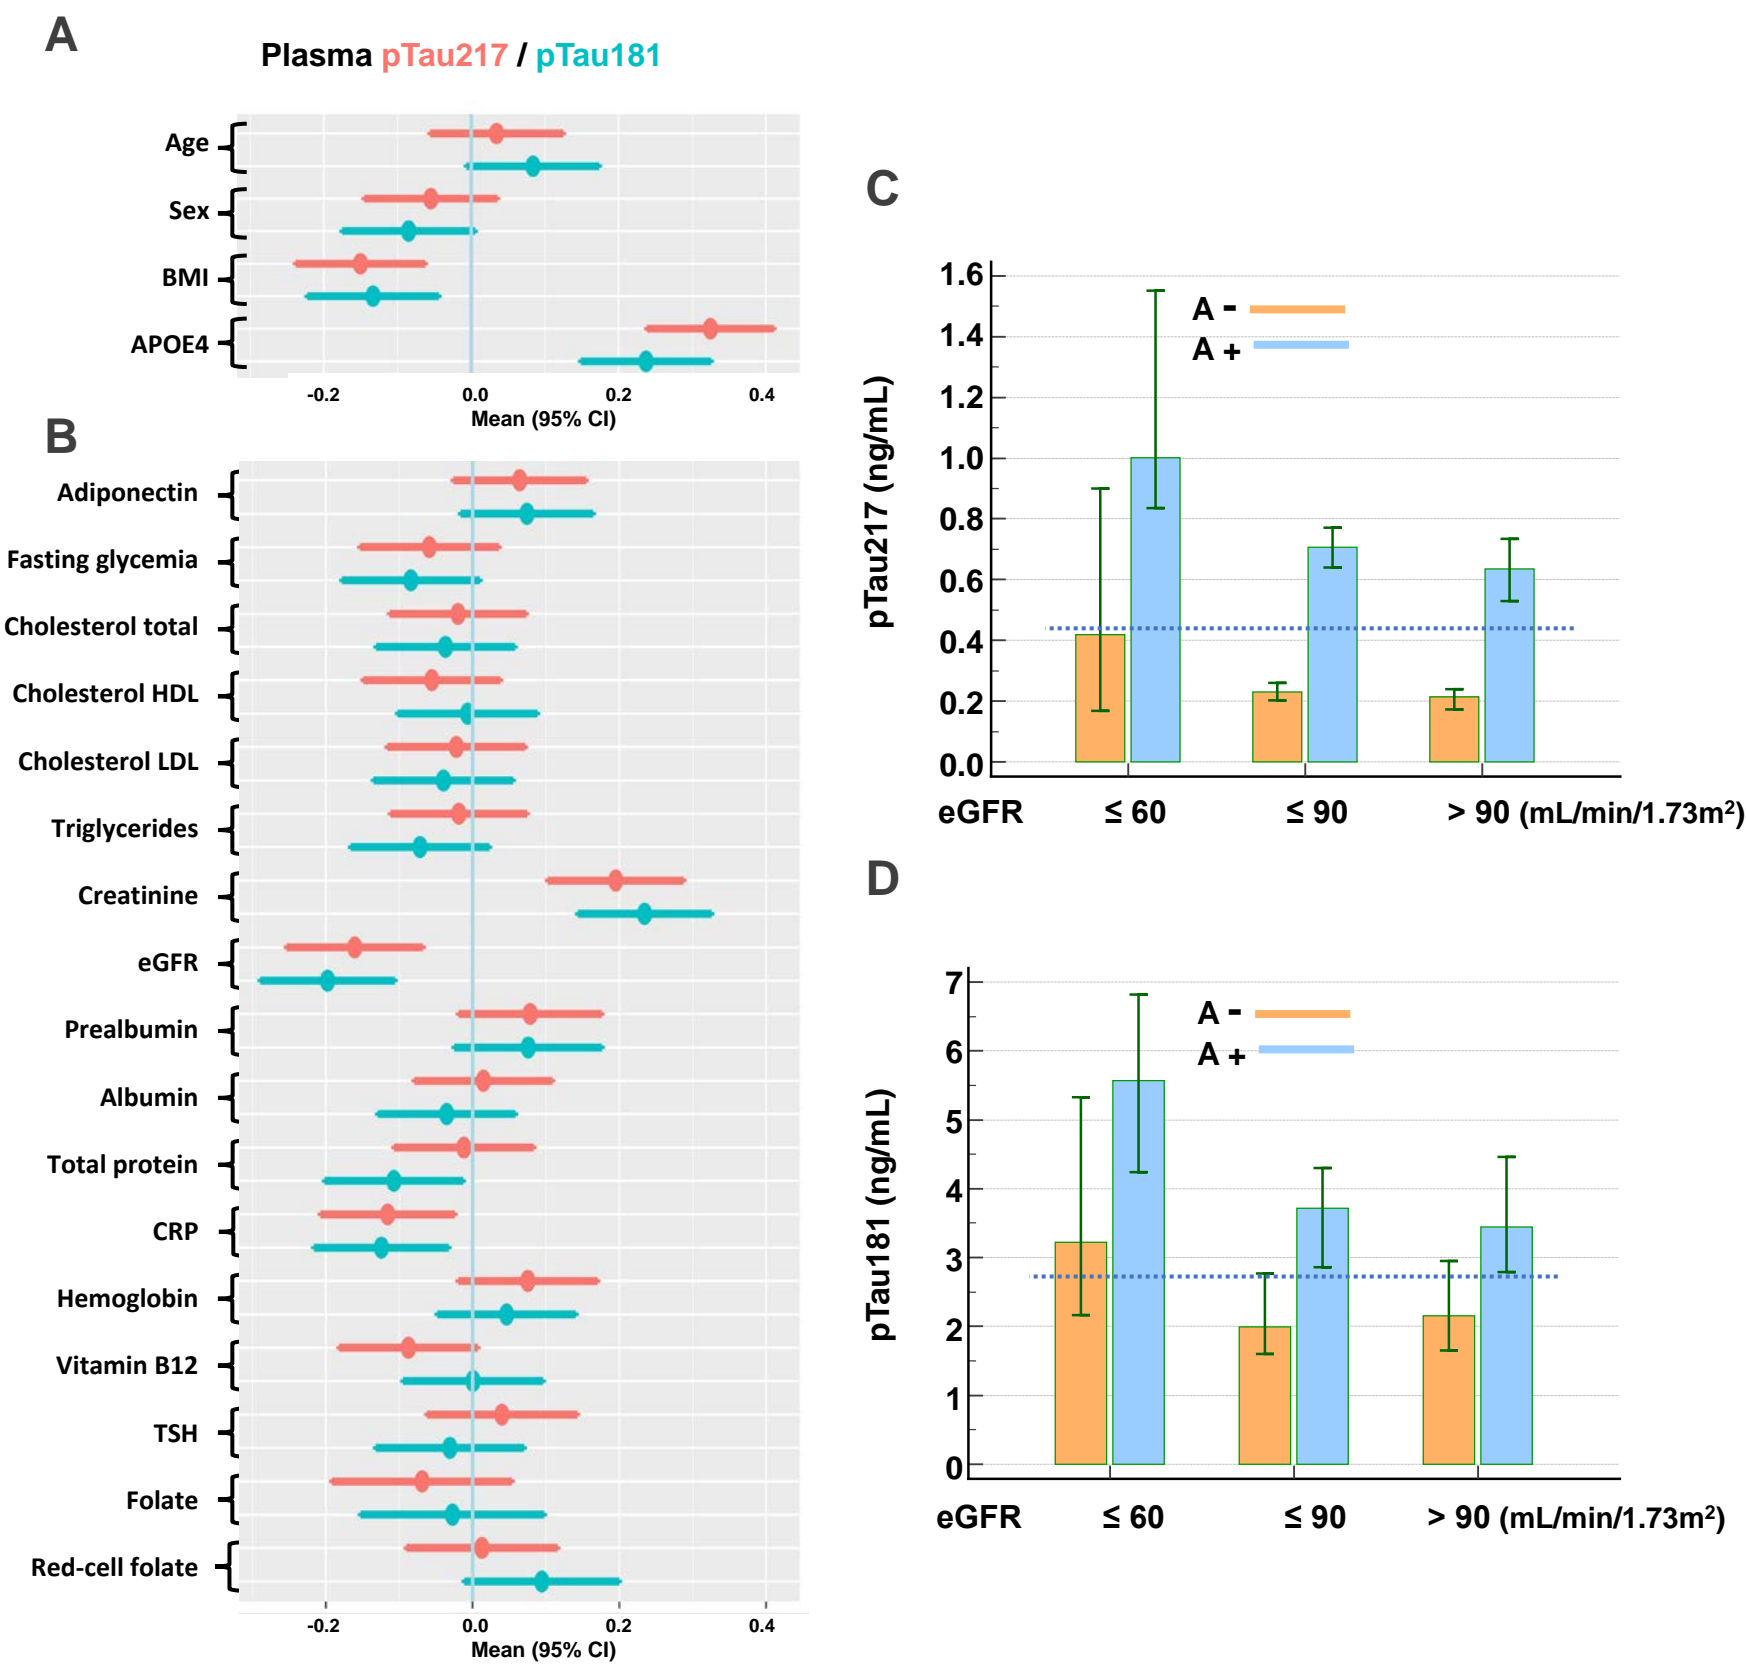 A
Plasma pTau217 / pTau181
Age
Sex
BMI
APOE4
-0.2 0.0 0.2 0.4
Mean (95% CI)
B
Adiponectin
Fasting glycemia
Cholesterol total
Cholesterol HDL
Cholesterol LDL
Triglycerides
Creatinine
eGFR
Prealbumin
Albumin
Total protein
CRP
Hemoglobin
Vitamin B12
TSH
Folate
Red-cell folate
-0.2 0.0 0.2 0.4
Mean (95% CI)
C
pTau217 (ng/mL)
1.6
1.4
1.2
1.0
0.8
0.6
0.4
0.2
0.0
A -
A +
eGFR ≤ 60 ≤ 90 > 90 (mL/min/1.73m²)
D
pTau181 (ng/mL)
7
6
5
4
3
2
1
0
A -
A +
eGFR ≤ 60 ≤ 90 > 90 (mL/min/1.73m²)